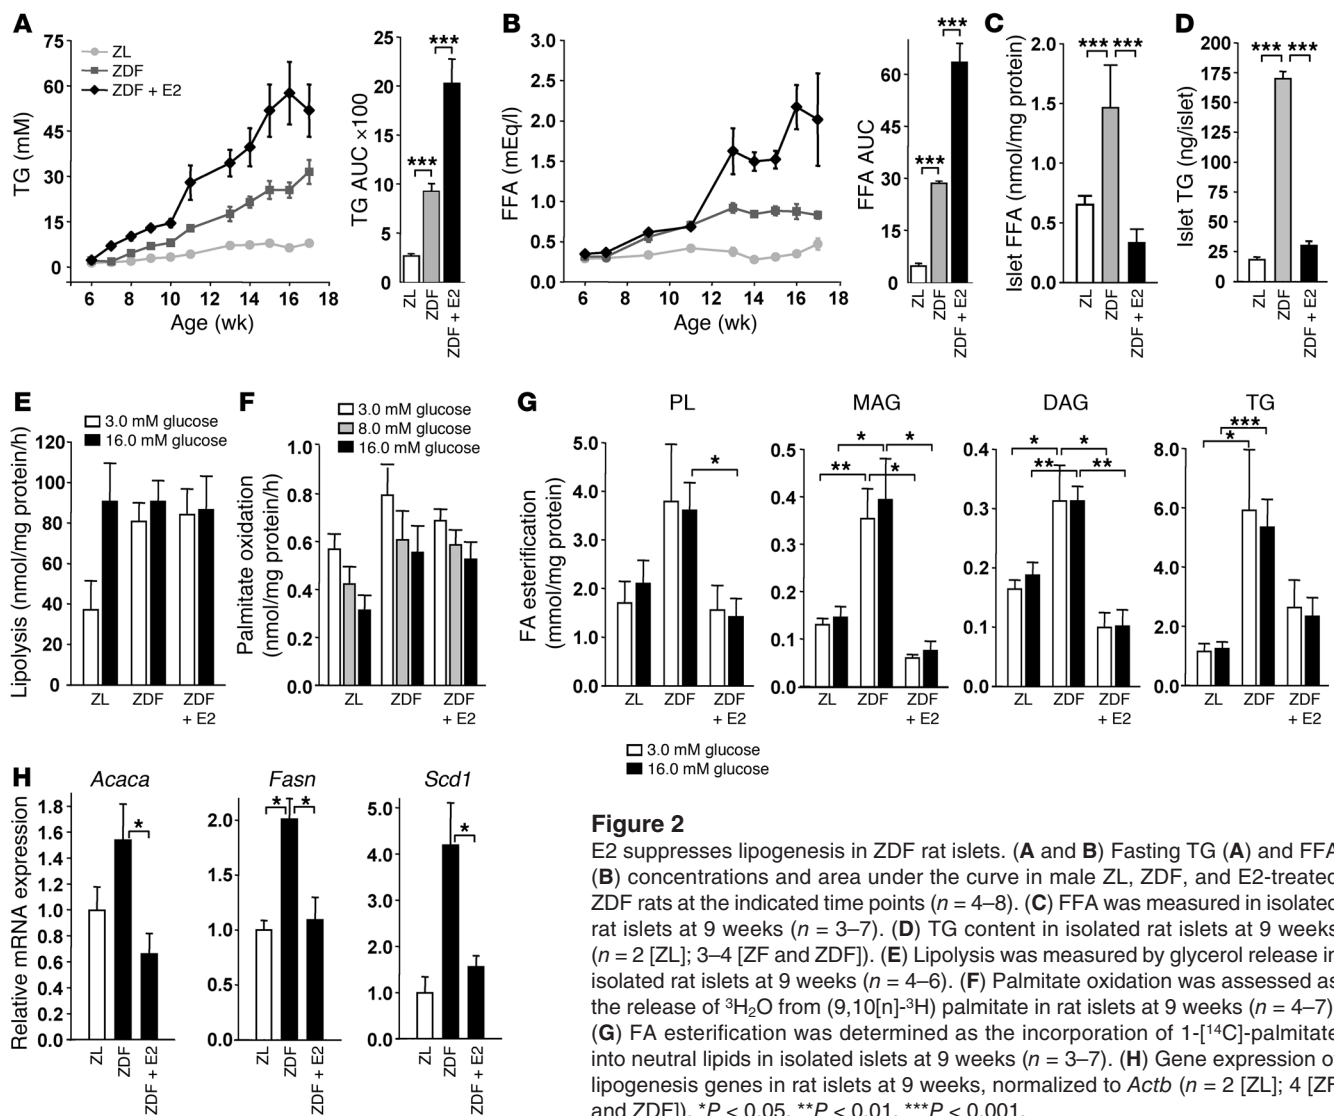 A
TG (mM)
75
60
45
30
15
0
6 8 10 12 14 16 18
Age (wk)
ZL
ZDF
ZDF + E2
TG AUC ×100
25
20
15
10
5
0
***
***
ZL
ZDF
ZDF + E2
B
FFA (mEq/l)
3.0
2.5
2.0
1.5
1.0
0.5
0.0
6 8 10 12 14 16 18
Age (wk)
FFA AUC
60
45
30
15
0
***
***
ZL
ZDF
ZDF + E2
C
Islet FFA (nmol/mg protein)
2.0
1.5
1.0
0.5
0.0
*** ***
ZL
ZDF
ZDF + E2
D
Islet TG (ng/islet)
200
175
150
125
100
75
50
25
0
*** ***
ZL
ZDF
ZDF + E2
E
3.0 mM glucose
16.0 mM glucose
Lipolysis (nmol/mg protein/h)
120
100
80
60
40
20
0
ZL ZDF ZDF
+ E2
F
3.0 mM glucose
8.0 mM glucose
16.0 mM glucose
Palmitate oxidation
(nmol/mg protein/h)
1.0
0.8
0.6
0.4
0.2
0.0
ZL ZDF ZDF
+ E2
G
FA esterification
(mmol/mg protein)
PL
5.0
4.0
3.0
2.0
1.0
0.0
*
ZL ZDF ZDF
+ E2
MAG
0.5
0.4
0.3
0.2
0.1
0.0
* *
** *
ZL ZDF ZDF
+ E2
DAG
0.4
0.3
0.2
0.1
0.0
* *
** **
ZL ZDF ZDF
+ E2
TG
8.0
6.0
4.0
2.0
0.0
***
*
ZL ZDF ZDF
+ E2
3.0 mM glucose
16.0 mM glucose
H
Relative mRNA expression
Acaca
1.8
1.6
1.4
1.2
1.0
0.8
0.6
0.4
0.2
0.0
*
ZL
ZDF
ZDF + E2
Fasn
2.0
1.5
1.0
0.5
0.0
* *
ZL
ZDF
ZDF + E2
Scd1
5.0
4.0
3.0
2.0
1.0
0.0
*
ZL
ZDF
ZDF + E2
Figure 2
E2 suppresses lipogenesis in ZDF rat islets. (A and B) Fasting TG (A) and FFA
(B) concentrations and area under the curve in male ZL, ZDF, and E2-treated
ZDF rats at the indicated time points (n = 4–8). (C) FFA was measured in isolated
rat islets at 9 weeks (n = 3–7). (D) TG content in isolated rat islets at 9 weeks
(n = 2 [ZL]; 3–4 [ZF and ZDF]). (E) Lipolysis was measured by glycerol release in
isolated rat islets at 9 weeks (n = 4–6). (F) Palmitate oxidation was assessed as
the release of ³H₂O from (9,10[n]-³H) palmitate in rat islets at 9 weeks (n = 4–7)
(G) FA esterification was determined as the incorporation of 1-[¹⁴C]-palmitate
into neutral lipids in isolated islets at 9 weeks (n = 3–7). (H) Gene expression o
lipogenesis genes in rat islets at 9 weeks, normalized to Actb (n = 2 [ZL]; 4 [ZF
and ZDF]). *P < 0.05, **P < 0.01, ***P < 0.001.